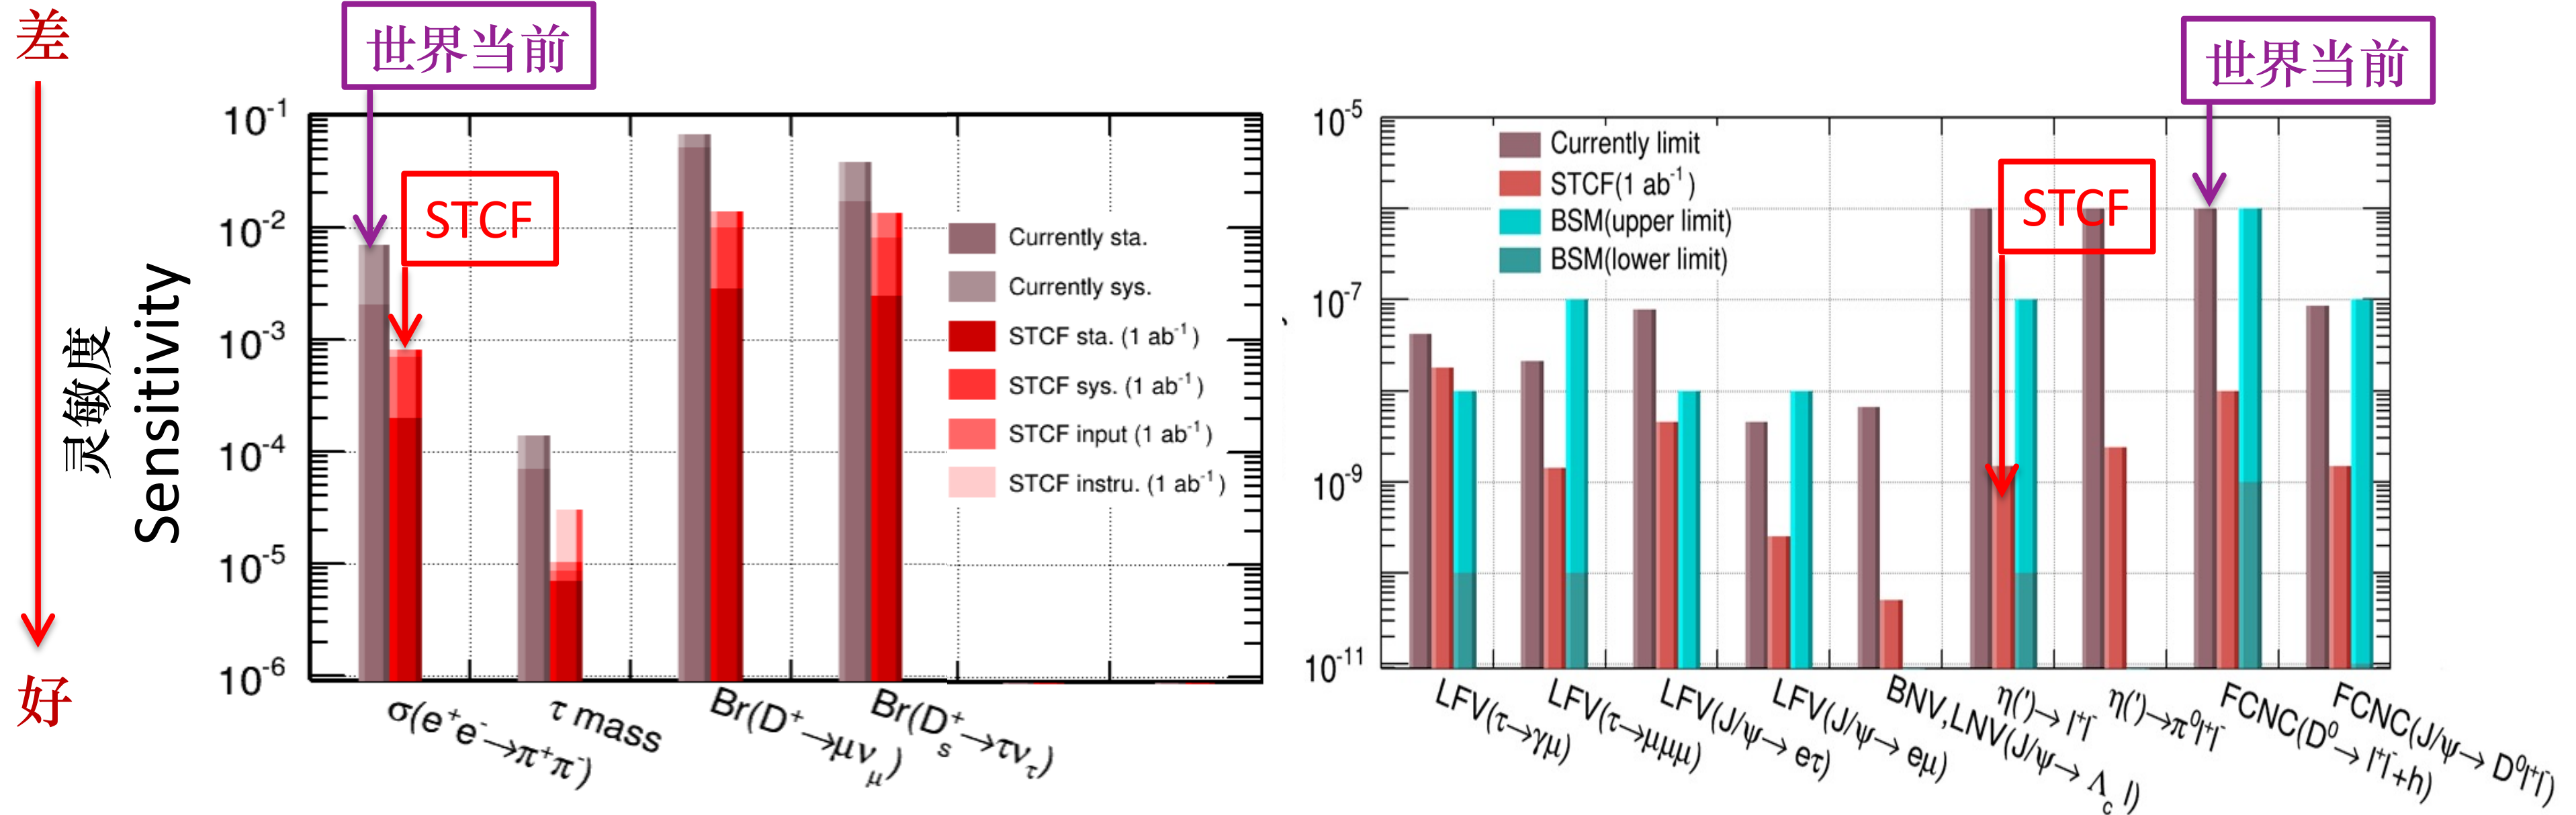 差
好
灵敏度
Sensitivity
世界当前
STCF
10⁻¹
10⁻²
10⁻³
10⁻⁴
10⁻⁵
10⁻⁶
Currently sta.
Currently sys.
STCF sta. (1 ab⁻¹)
STCF sys. (1 ab⁻¹)
STCF input (1 ab⁻¹)
STCF instru. (1 ab⁻¹)
σ(e⁺e⁻→π⁺π⁻)
τ mass
Br(D⁺→μν_μ)
Br(D_s⁺→τν_τ)
世界当前
STCF
10⁻⁵
10⁻⁷
10⁻⁹
10⁻¹¹
Currently limit
STCF(1 ab⁻¹)
BSM(upper limit)
BSM(lower limit)
LFV(τ→γμ)
LFV(τ→μμμ)
LFV(J/ψ→ eτ)
LFV(J/ψ→ eμ)
BNV,LNV(J/ψ→ Λ_c l)
η(')→ l⁺l⁻
η(')→π⁰l⁺l⁻
FCNC(D⁰→ l⁺l⁻+h)
FCNC(J/ψ→ D⁰l⁺l⁻)